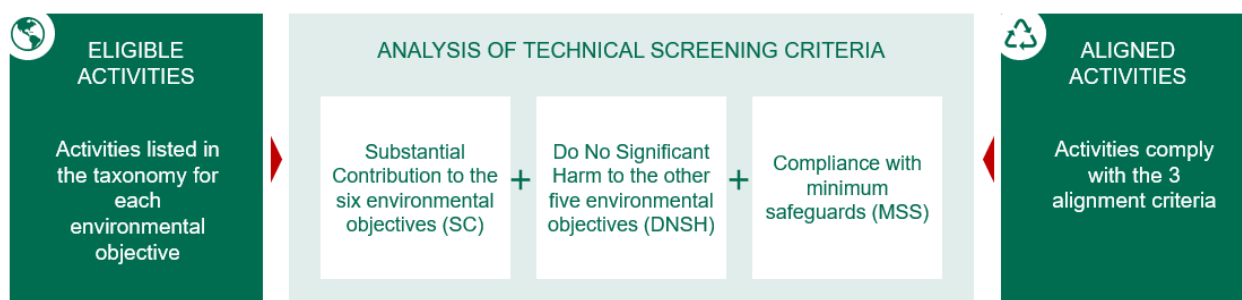 ELIGIBLE
ACTIVITIES
Activities listed in
the taxonomy for
each
environmental
objective
ANALYSIS OF TECHNICAL SCREENING CRITERIA
Substantial
Contribution to the
six environmental
objectives (SC)
+
Do No Significant
Harm to the other
five environmental
objectives (DNSH)
+
Compliance with
minimum
safeguards (MSS)
ALIGNED
ACTIVITIES
Activities comply
with the 3
alignment criteria